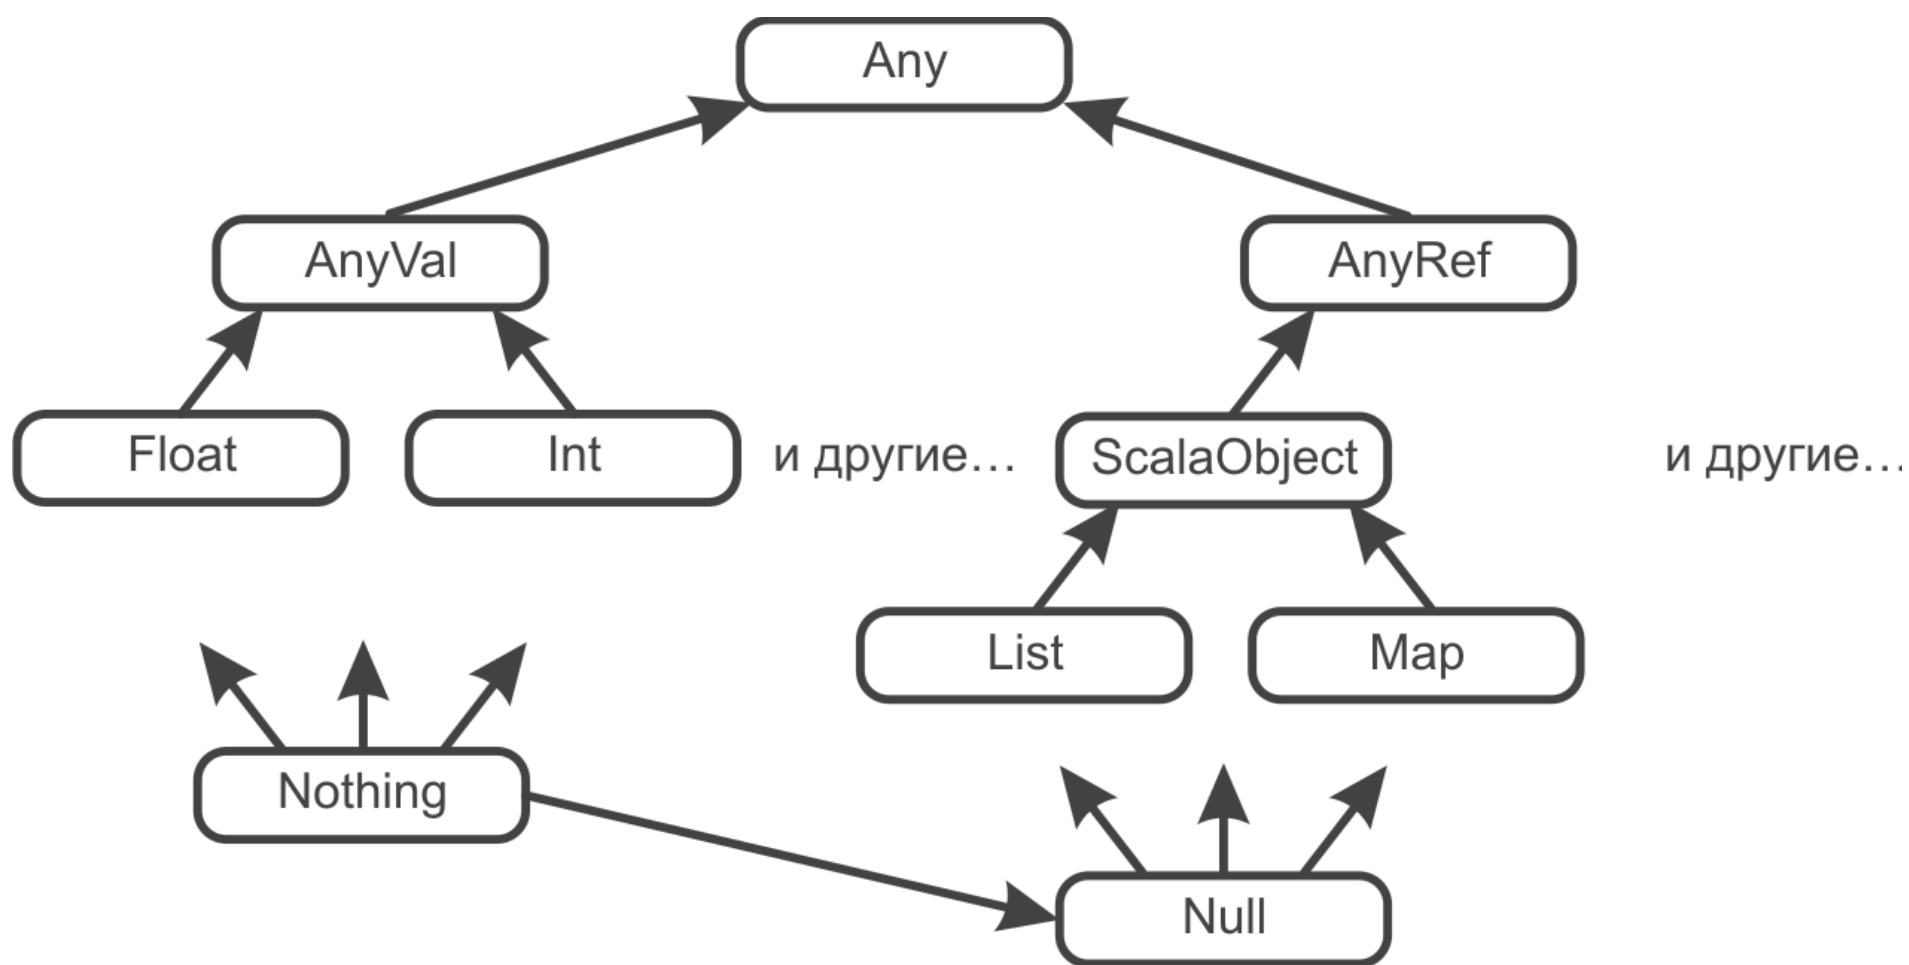 Any
AnyVal
AnyRef
Float
Int
и другие…
ScalaObject
и другие…
List
Map
Nothing
Null